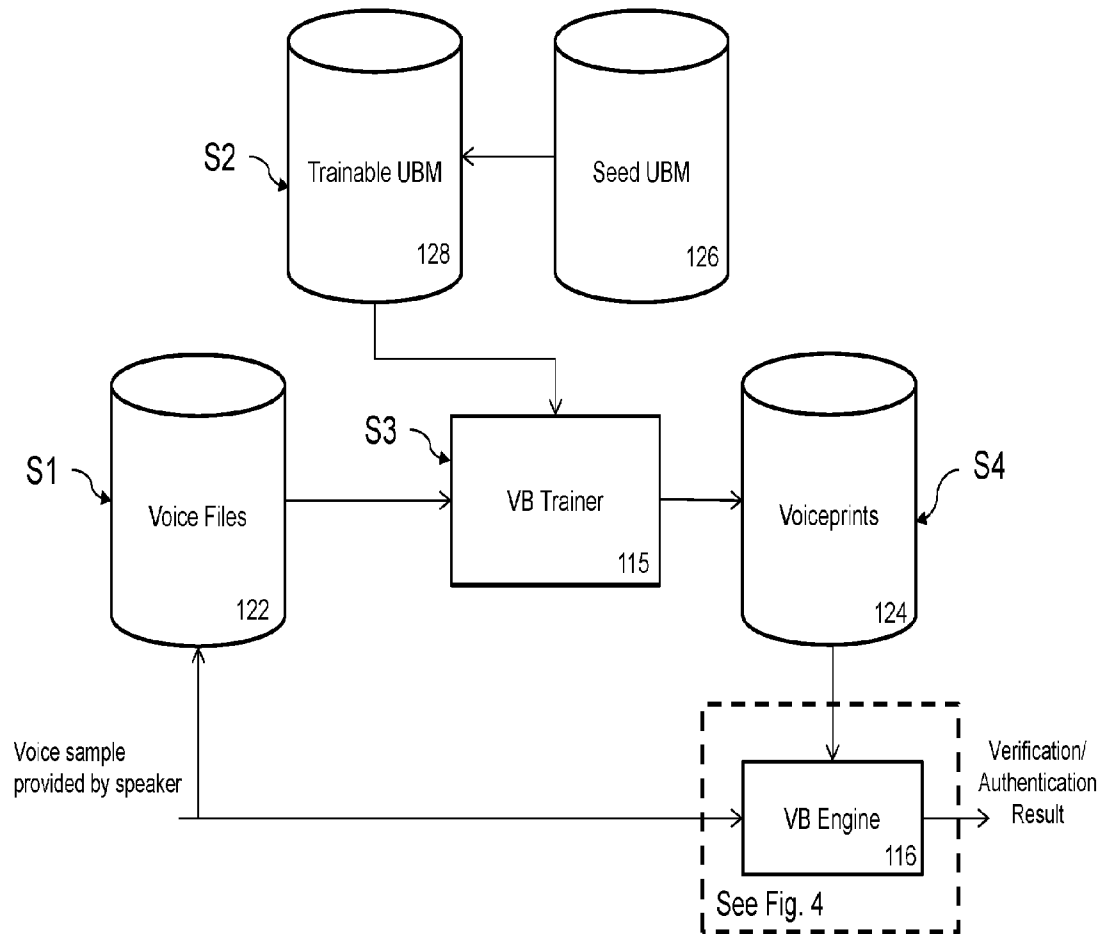 S2
Trainable UBM
128
Seed UBM
126
S1
Voice Files
122
S3
VB Trainer
115
Voiceprints
124
S4
Voice sample
provided by speaker
VB Engine
116
See Fig. 4
Verification/
Authentication
Result